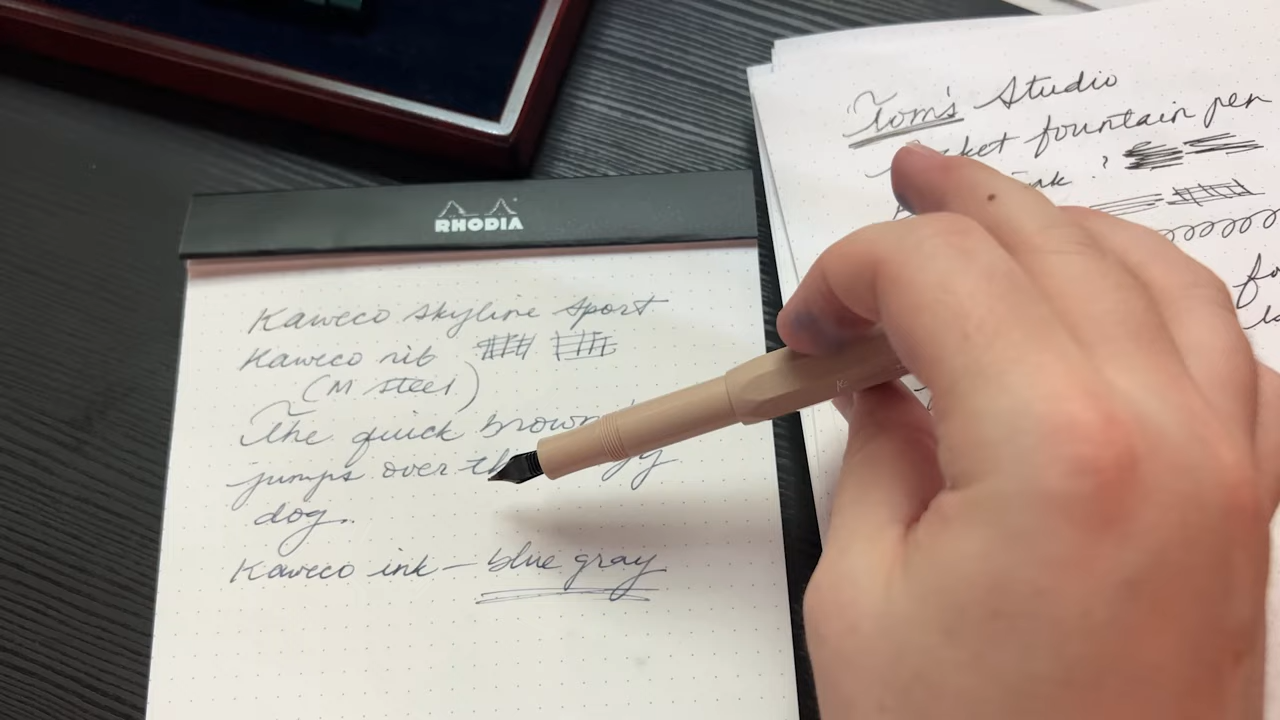 RHODIA
Kaweco Skyline Sport
Kaweco nib
(M steel)
The quick brown
jumps over
dog.
Kaweco ink — blue gray
Tom's Studio
fountain pen
?